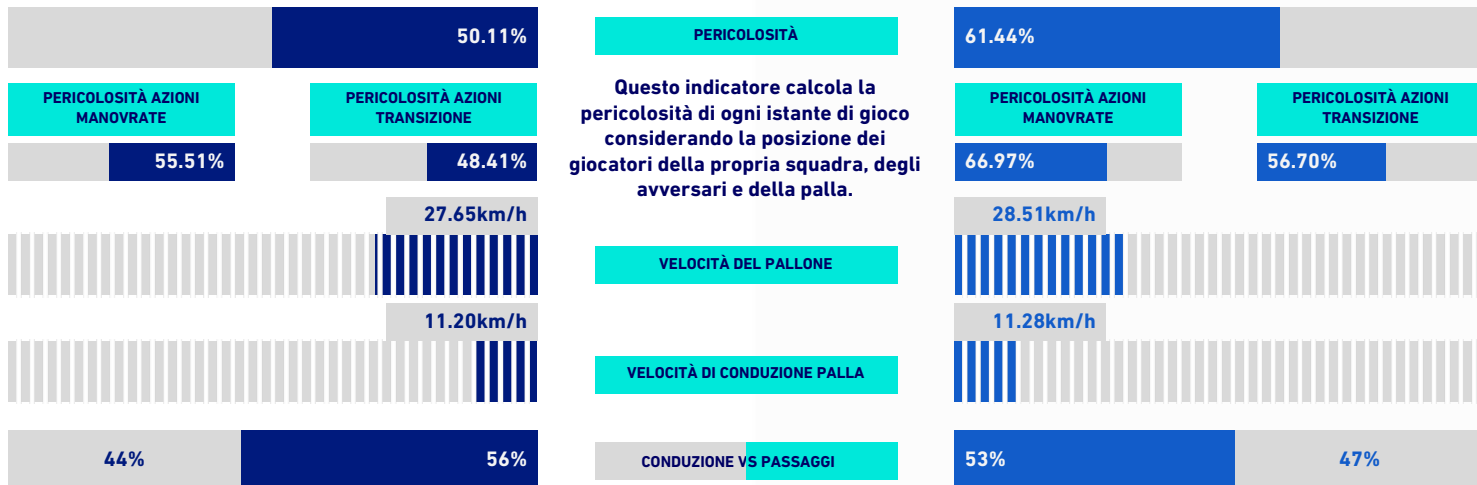 50.11%
PERICOLOSITÀ
61.44%
PERICOLOSITÀ AZIONI
MANOVRATE
PERICOLOSITÀ AZIONI
TRANSIZIONE
Questo indicatore calcola la
pericolosità di ogni istante di gioco
considerando la posizione dei
giocatori della propria squadra, degli
avversari e della palla.
PERICOLOSITÀ AZIONI
MANOVRATE
PERICOLOSITÀ AZIONI
TRANSIZIONE
55.51%
48.41%
66.97%
56.70%
27.65km/h
28.51km/h
VELOCITÀ DEL PALLONE
11.20km/h
11.28km/h
VELOCITÀ DI CONDUZIONE PALLA
44%
56%
CONDUZIONE VS PASSAGGI
53%
47%